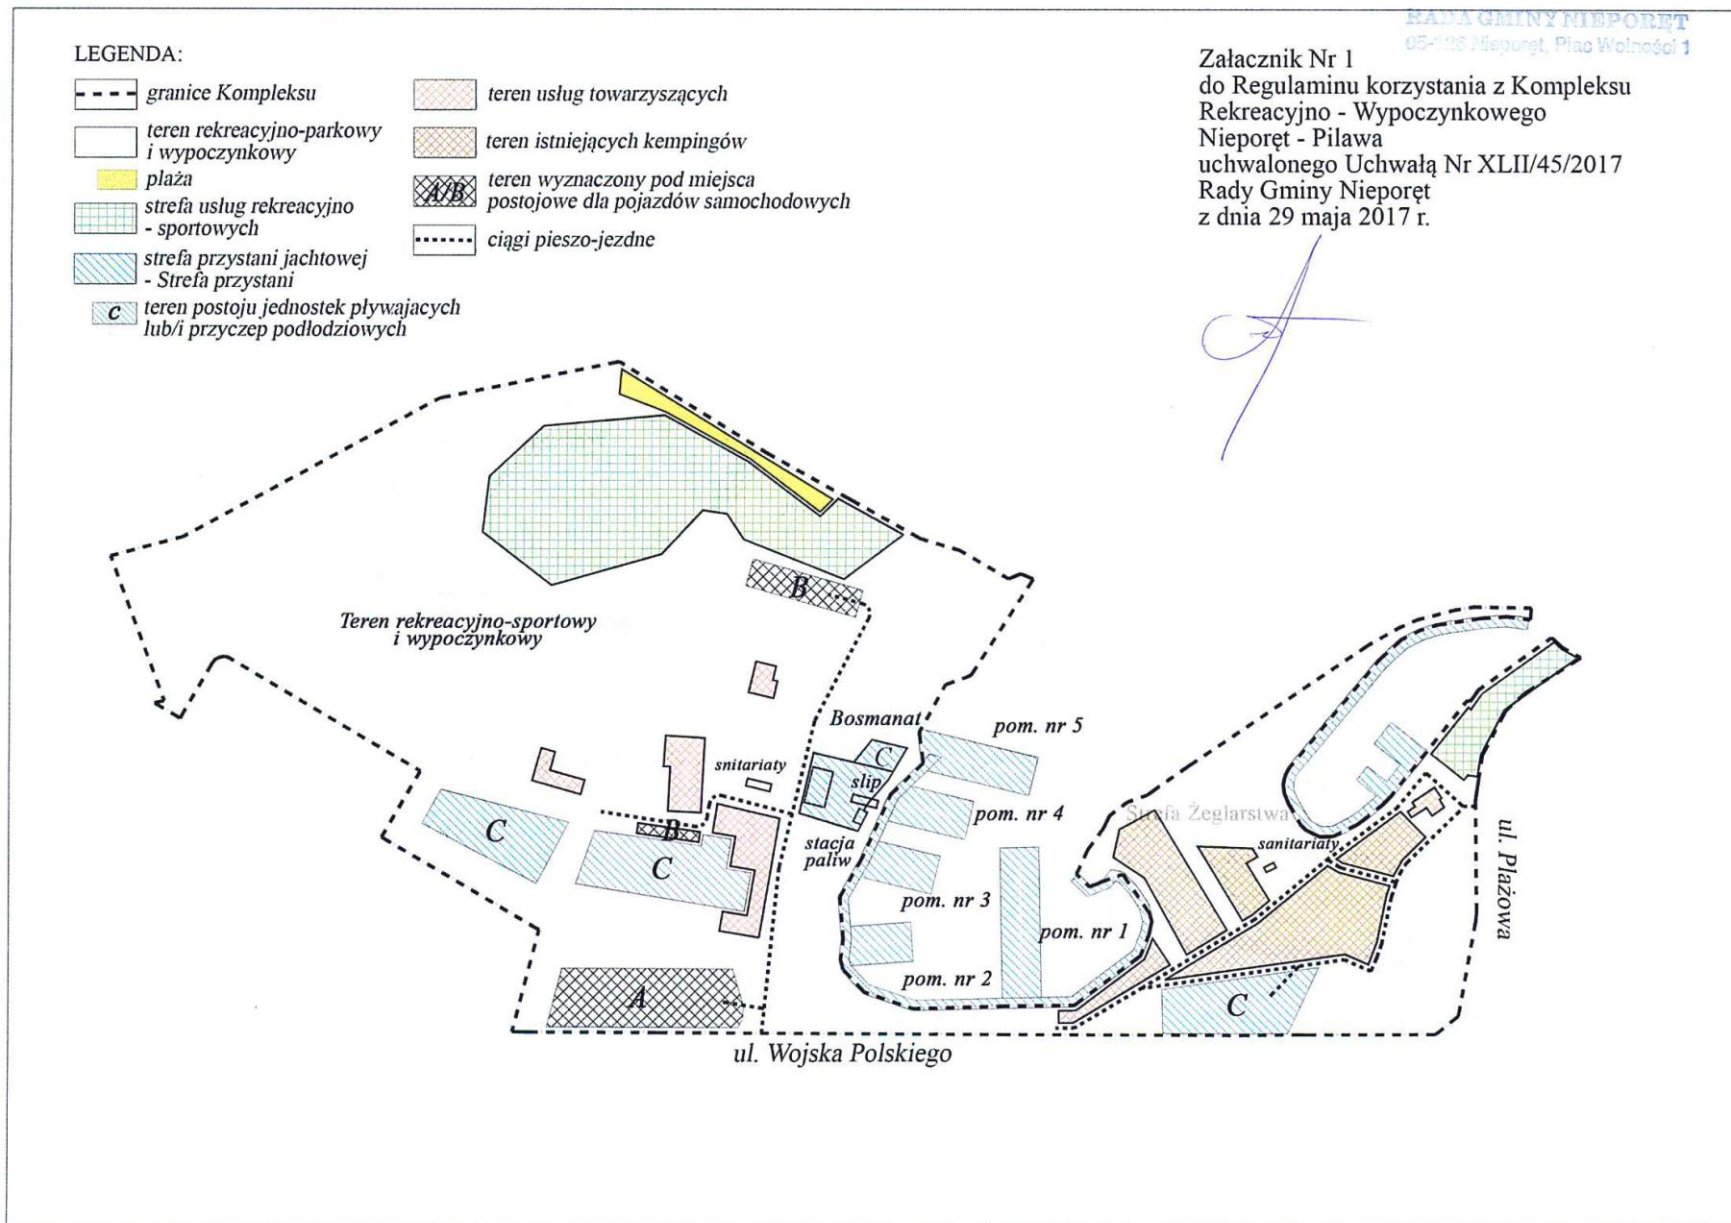 RADA GMINY NIEPORĘT
05-126 Nieporęt, Plac Wolności 1
Załacznik Nr 1
do Regulaminu korzystania z Kompleksu
Rekreacyjno - Wypoczynkowego
Nieporęt - Pilawa
uchwalonego Uchwałą Nr XLII/45/2017
Rady Gminy Nieporęt
z dnia 29 maja 2017 r.
LEGENDA:
granice Kompleksu
teren rekreacyjno-parkowy
i wypoczynkowy
plaża
strefa usług rekreacyjno
- sportowych
strefa przystani jachtowej
- Strefa przystani
C
teren postoju jednostek pływajacych
lub/i przyczep podłodziowych
teren usług towarzyszących
teren istniejących kempingów
A/B
teren wyznaczony pod miejsca
postojowe dla pojazdów samochodowych
ciągi pieszo-jezdne
B
Teren rekreacyjno-sportowy
i wypoczynkowy
Bosmanat
pom. nr 5
C
snitariaty
slip
pom. nr 4
Strefa Żeglarstwa
C
B
stacja
paliw
sanitariaty
ul. Plażowa
C
pom. nr 3
pom. nr 1
pom. nr 2
A
C
ul. Wojska Polskiego